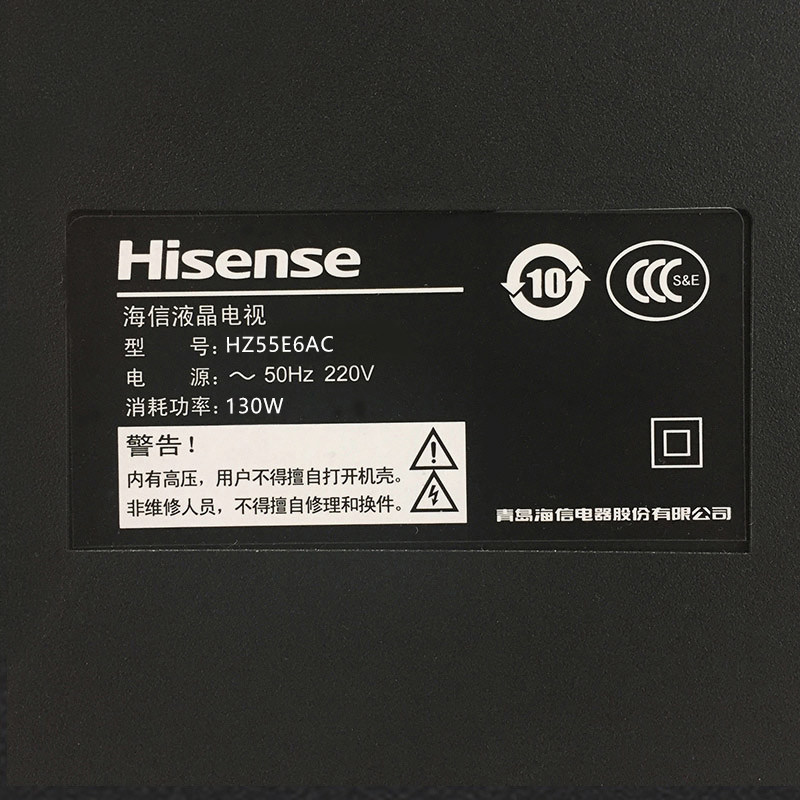 Hisense
10
CCC S&E
海信液晶电视
型 号: HZ55E6AC
电 源: ～ 50Hz 220V
消耗功率: 130W
警告！
内有高压，用户不得擅自打开机壳。
非维修人员，不得擅自修理和换件。
青岛海信电器股份有限公司